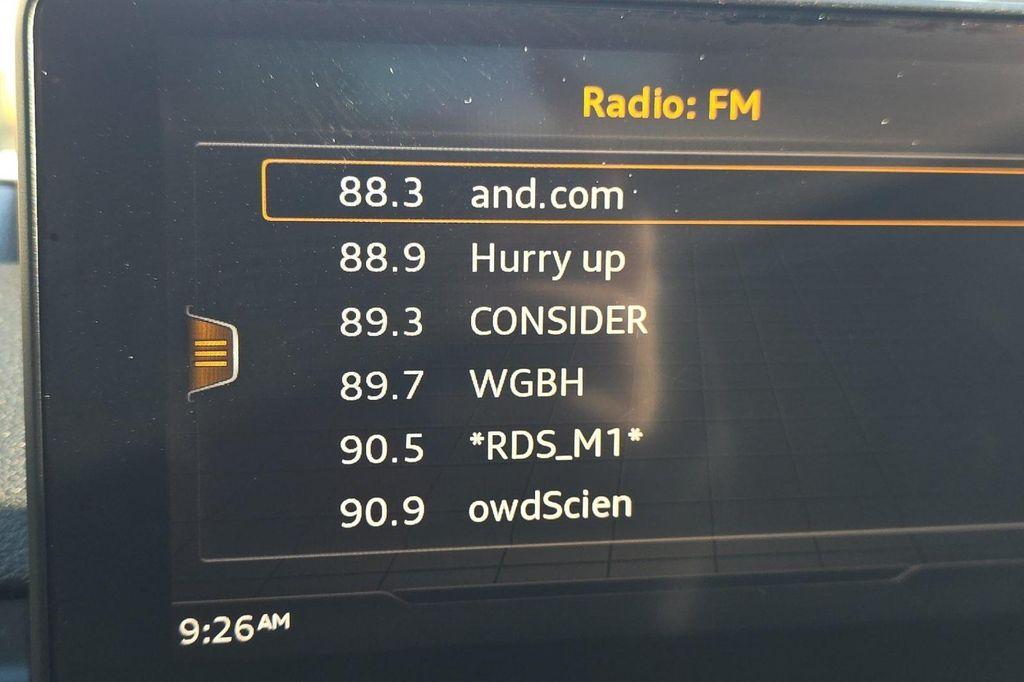 Radio: FM
88.3 and.com
88.9 Hurry up
89.3 CONSIDER
89.7 WGBH
90.5 *RDS_M1*
90.9 owdScien
9:26AM